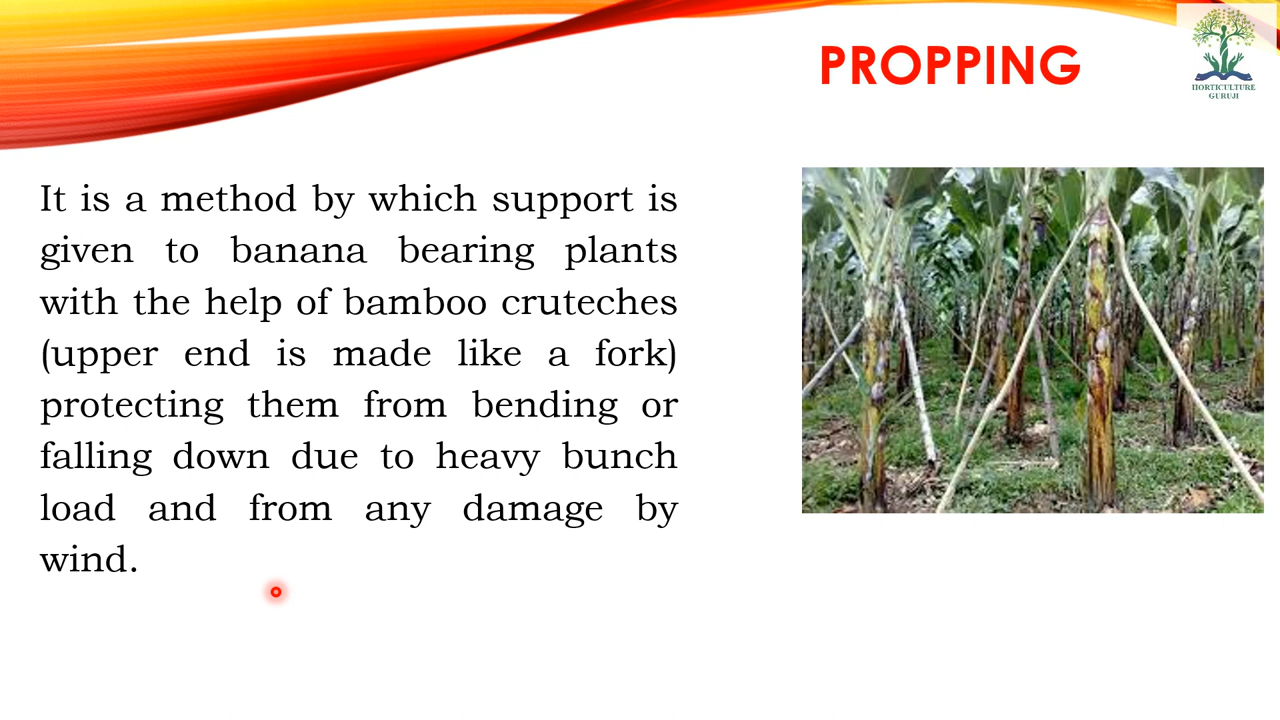 PROPPING
HORTICULTURE
GURUJI
It is a method by which support is
given to banana bearing plants
with the help of bamboo cruteches
(upper end is made like a fork)
protecting them from bending or
falling down due to heavy bunch
load and from any damage by
wind.